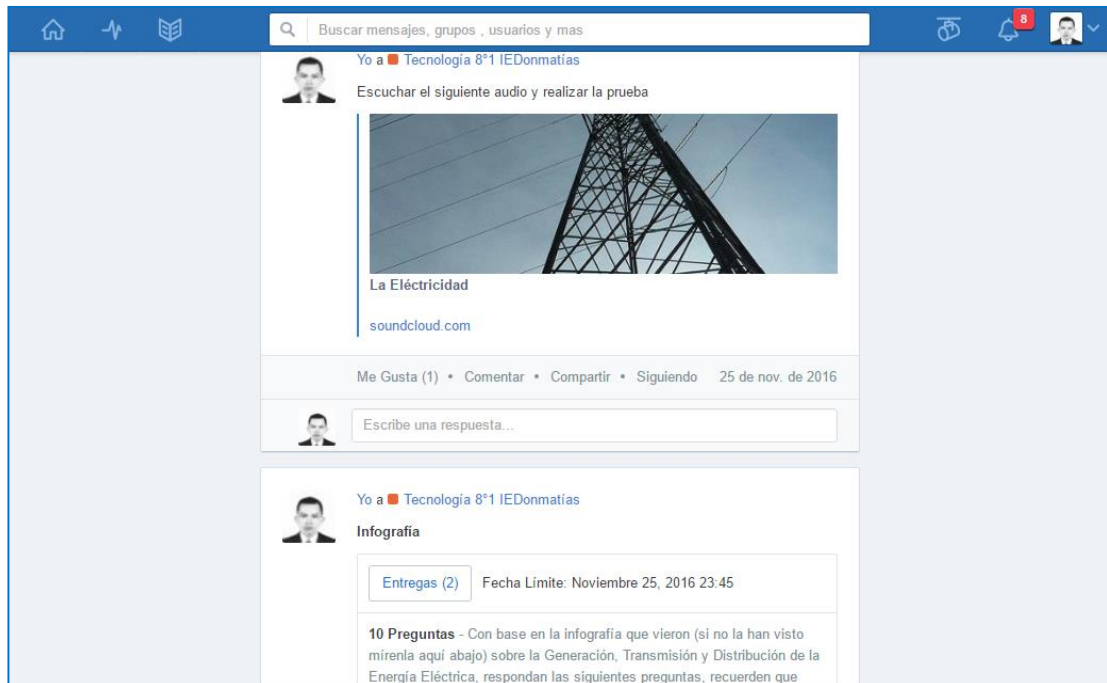 Buscar mensajes, grupos , usuarios y mas
8
Yo a Tecnología 8°1 IEDonmatías
Escuchar el siguiente audio y realizar la prueba
La Eléctricidad
soundcloud.com
Me Gusta (1) • Comentar • Compartir • Siguiendo 25 de nov. de 2016
Escribe una respuesta...
Yo a Tecnología 8°1 IEDonmatías
Infografía
Entregas (2) Fecha Límite: Noviembre 25, 2016 23:45
10 Preguntas - Con base en la infografía que vieron (si no la han visto
mírenla aquí abajo) sobre la Generación, Transmisión y Distribución de la
Energía Eléctrica, respondan las siguientes preguntas, recuerden que